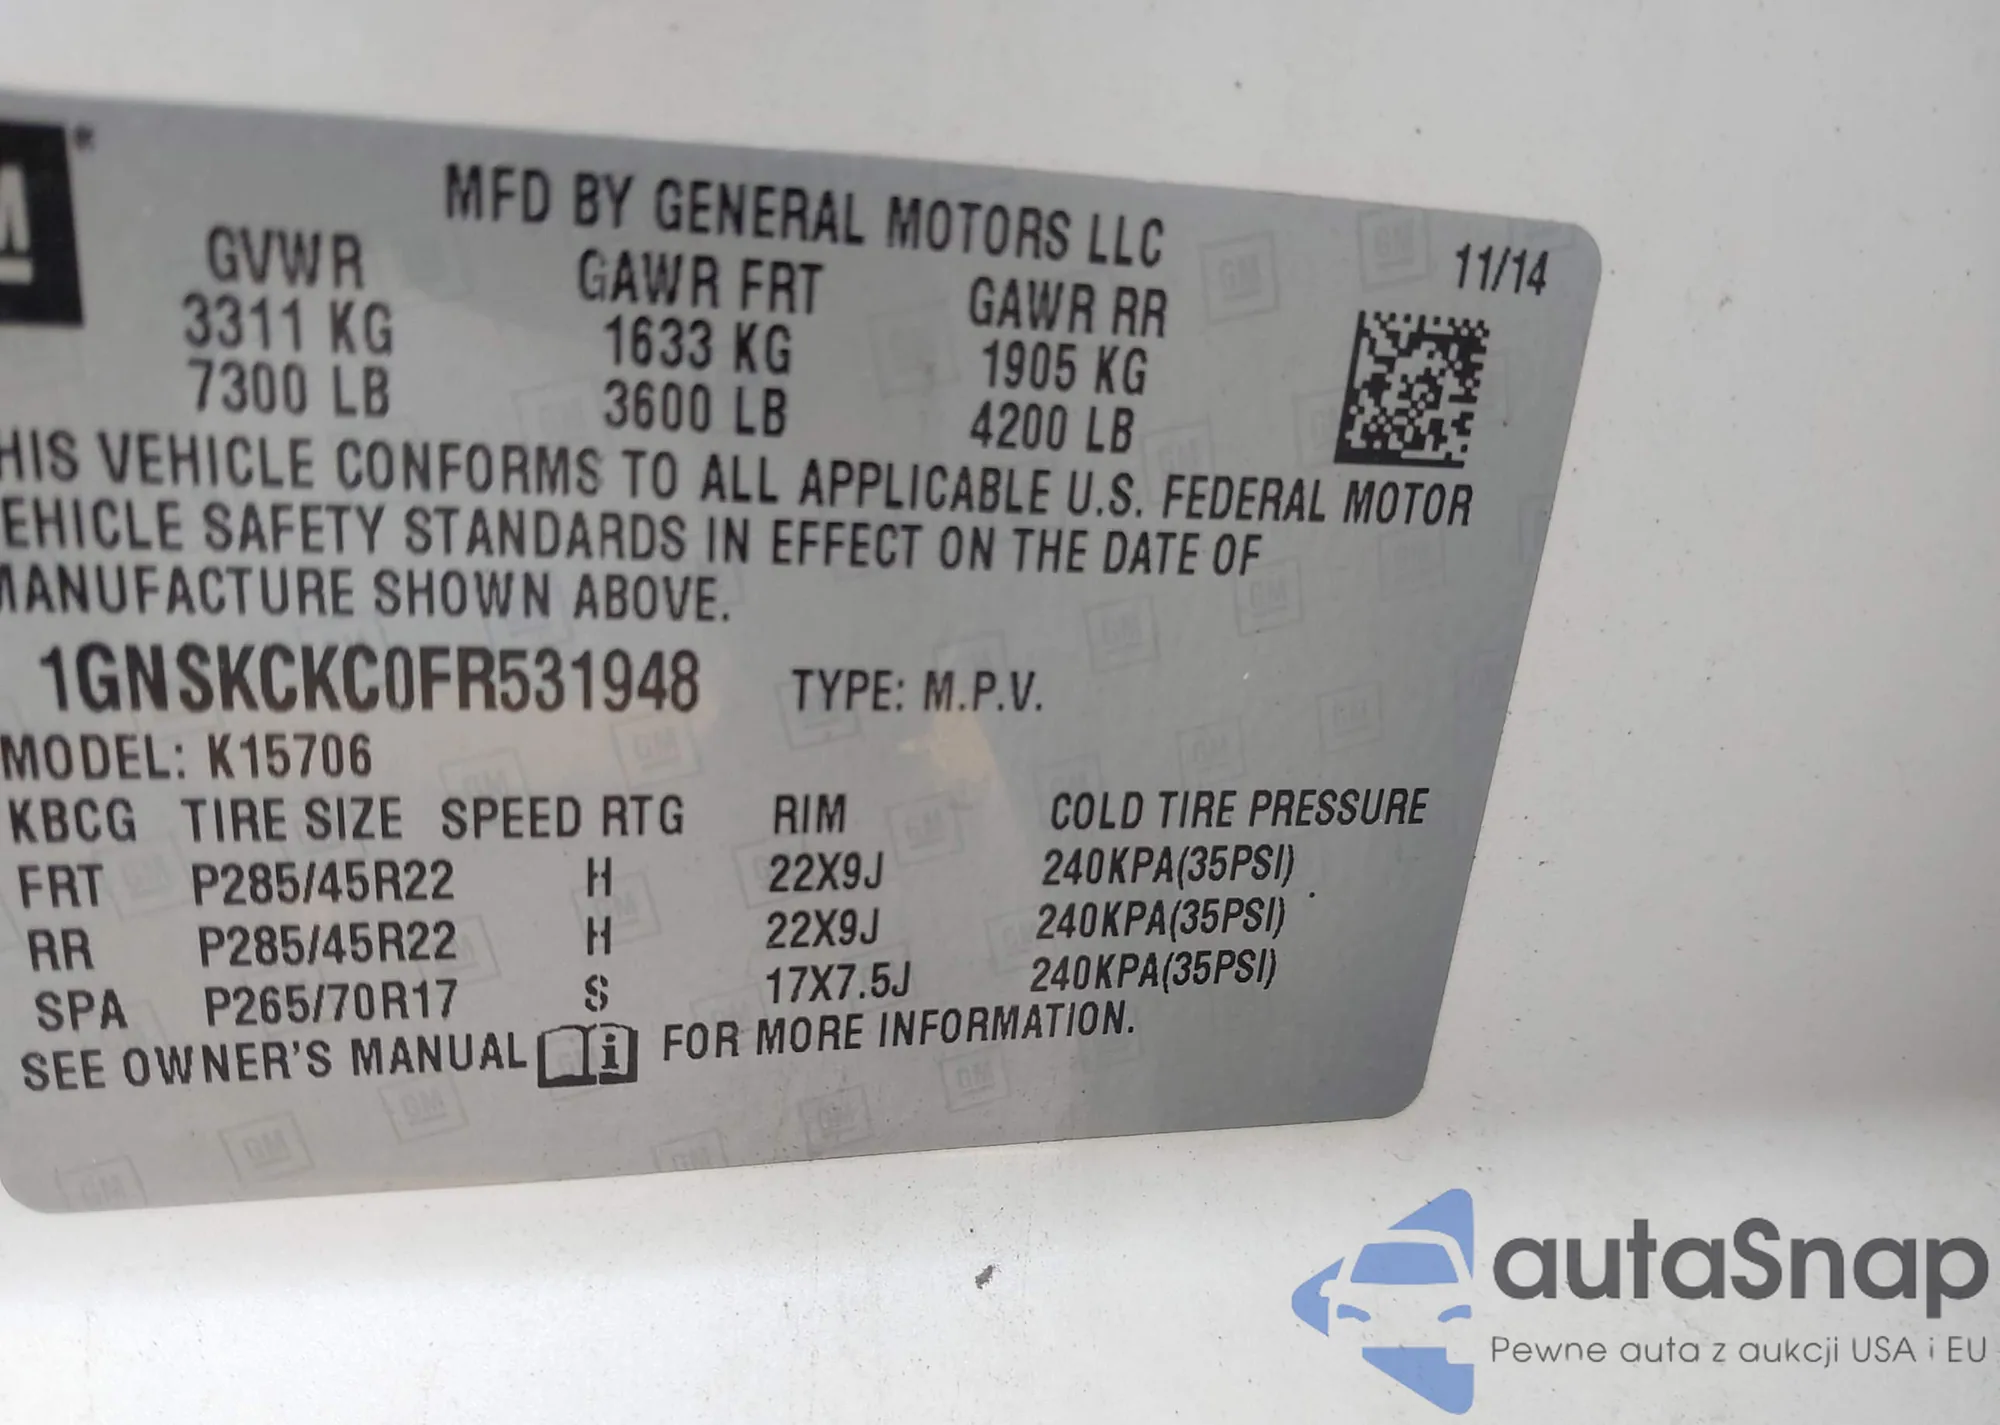 M
MFD BY GENERAL MOTORS LLC
11/14
GVWR GAWR FRT GAWR RR
3311 KG 1633 KG 1905 KG
7300 LB 3600 LB 4200 LB
HIS VEHICLE CONFORMS TO ALL APPLICABLE U.S. FEDERAL MOTOR
EHICLE SAFETY STANDARDS IN EFFECT ON THE DATE OF
MANUFACTURE SHOWN ABOVE.
1GNSKCKC0FR531948 TYPE: M.P.V.
MODEL: K15706
KBCG TIRE SIZE SPEED RTG RIM COLD TIRE PRESSURE
FRT P285/45R22 H 22X9J 240KPA(35PSI)
RR P285/45R22 H 22X9J 240KPA(35PSI)
SPA P265/70R17 S 17X7.5J 240KPA(35PSI)
SEE OWNER'S MANUAL i FOR MORE INFORMATION.
autaSnap
Pewne auta z aukcji USA i EU